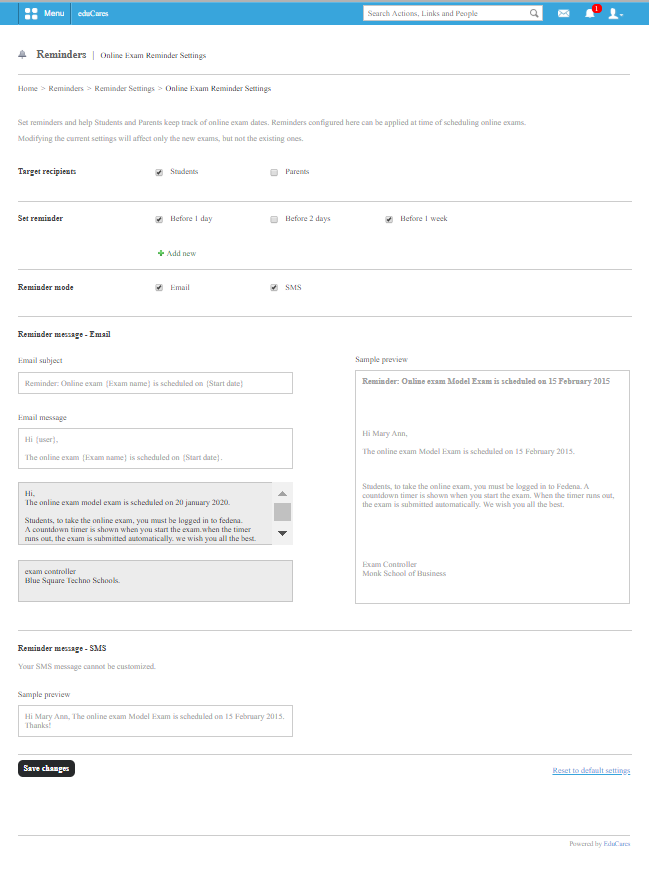 Menu eduCares Search Actions, Links and People 1
Reminders | Online Exam Reminder Settings
Home > Reminders > Reminder Settings > Online Exam Reminder Settings
Set reminders and help Students and Parents keep track of online exam dates. Reminders configured here can be applied at time of scheduling online exams.
Modifying the current settings will affect only the new exams, but not the existing ones.
Target recipients Students Parents
Set reminder Before 1 day Before 2 days Before 1 week
Add new
Reminder mode Email SMS
Reminder message - Email
Email subject
Reminder: Online exam {Exam name} is scheduled on {Start date}
Email message
Hi {user},
The online exam {Exam name} is scheduled on {Start date}.
Hi,
The online exam model exam is scheduled on 20 january 2020.
Students, to take the online exam, you must be logged in to fedena.
A countdown timer is shown when you start the exam.when the timer
runs out, the exam is submitted automatically. we wish you all the best.
exam controller
Blue Square Techno Schools.
Sample preview
Reminder: Online exam Model Exam is scheduled on 15 February 2015
Hi Mary Ann,
The online exam Model Exam is scheduled on 15 February 2015.
Students, to take the online exam, you must be logged in to Fedena. A
countdown timer is shown when you start the exam. When the timer runs out,
the exam is submitted automatically. We wish you all the best.
Exam Controller
Monk School of Business
Reminder message - SMS
Your SMS message cannot be customized.
Sample preview
Hi Mary Ann, The online exam Model Exam is scheduled on 15 February 2015.
Thanks!
Save changes Reset to default settings
Powered by EduCares